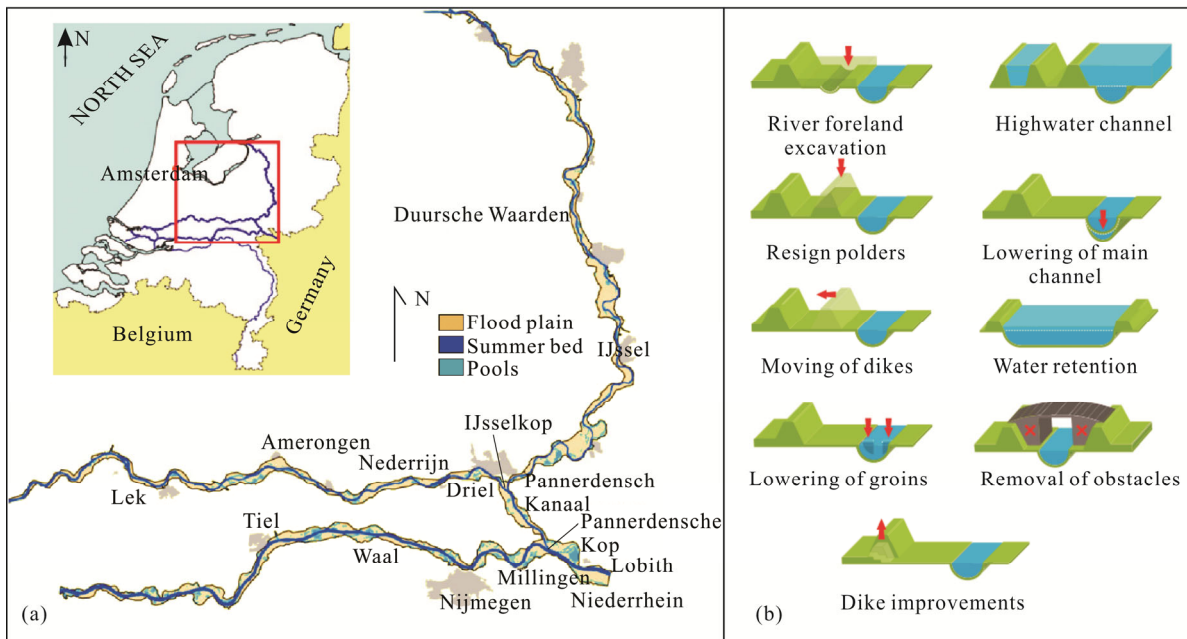 N
NORTH SEA
Amsterdam
Germany
Belgium
N
Flood plain
Summer bed
Pools
Duursche Waarden
IJssel
IJsselkop
Amerongen
Nederrijn
Driel
Pannerdensch
Kanaal
Lek
Tiel
Waal
Pannerdensche
Kop
Lobith
Millingen
Niederrhein
Nijmegen
(a)
River foreland
excavation
Highwater channel
Resign polders
Lowering of main
channel
Moving of dikes
Water retention
Lowering of groins
Removal of obstacles
Dike improvements
(b)